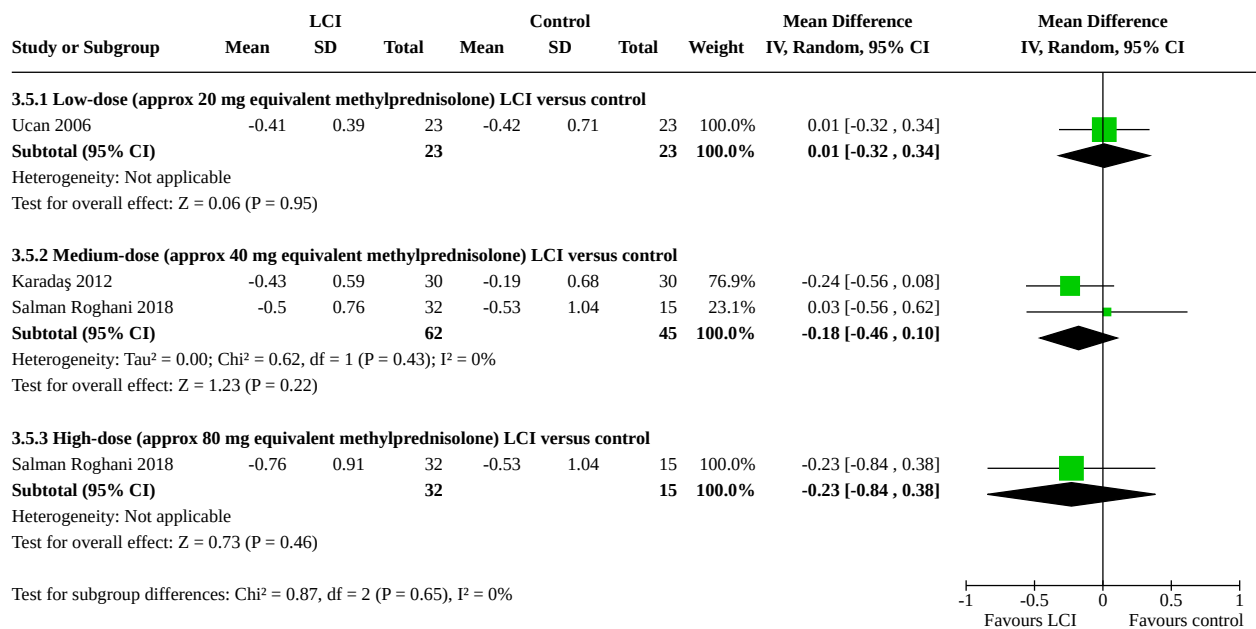 LCI Control Mean Difference Mean Difference
Study or Subgroup Mean SD Total Mean SD Total Weight IV, Random, 95% CI IV, Random, 95% CI
3.5.1 Low-dose (approx 20 mg equivalent methylprednisolone) LCI versus control
Ucan 2006 -0.41 0.39 23 -0.42 0.71 23 100.0% 0.01 [-0.32 , 0.34]
Subtotal (95% CI) 23 23 100.0% 0.01 [-0.32 , 0.34]
Heterogeneity: Not applicable
Test for overall effect: Z = 0.06 (P = 0.95)
3.5.2 Medium-dose (approx 40 mg equivalent methylprednisolone) LCI versus control
Karadaş 2012 -0.43 0.59 30 -0.19 0.68 30 76.9% -0.24 [-0.56 , 0.08]
Salman Roghani 2018 -0.5 0.76 32 -0.53 1.04 15 23.1% 0.03 [-0.56 , 0.62]
Subtotal (95% CI) 62 45 100.0% -0.18 [-0.46 , 0.10]
Heterogeneity: Tau² = 0.00; Chi² = 0.62, df = 1 (P = 0.43); I² = 0%
Test for overall effect: Z = 1.23 (P = 0.22)
3.5.3 High-dose (approx 80 mg equivalent methylprednisolone) LCI versus control
Salman Roghani 2018 -0.76 0.91 32 -0.53 1.04 15 100.0% -0.23 [-0.84 , 0.38]
Subtotal (95% CI) 32 15 100.0% -0.23 [-0.84 , 0.38]
Heterogeneity: Not applicable
Test for overall effect: Z = 0.73 (P = 0.46)
Test for subgroup differences: Chi² = 0.87, df = 2 (P = 0.65), I² = 0%
-1 -0.5 0 0.5 1
Favours LCI Favours control